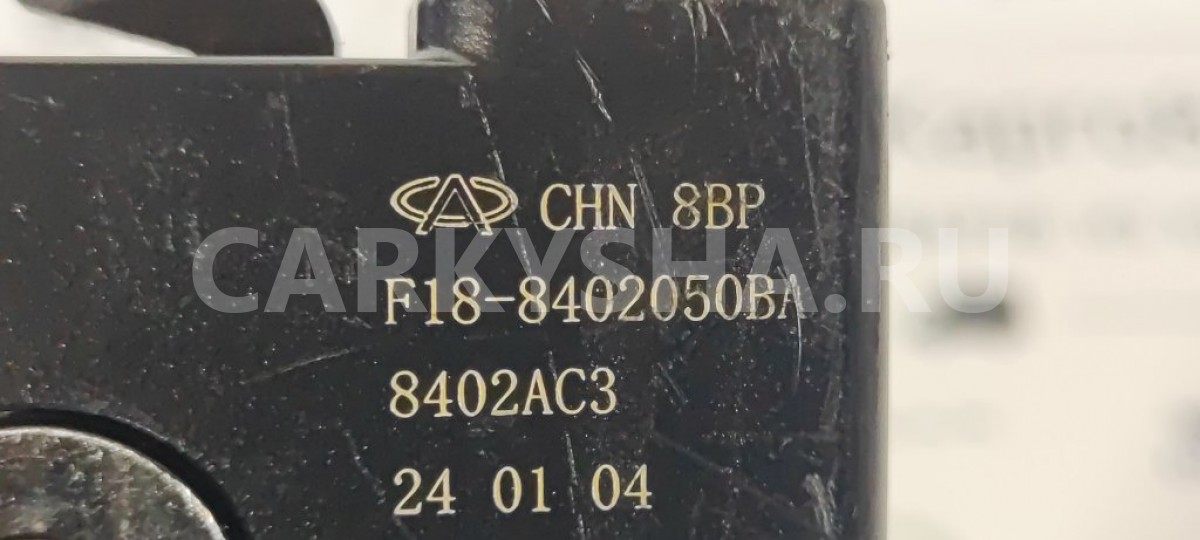 CHN 8BP
CARKYSHA.RU
F18-8402050BA
8402AC3
24 01 04